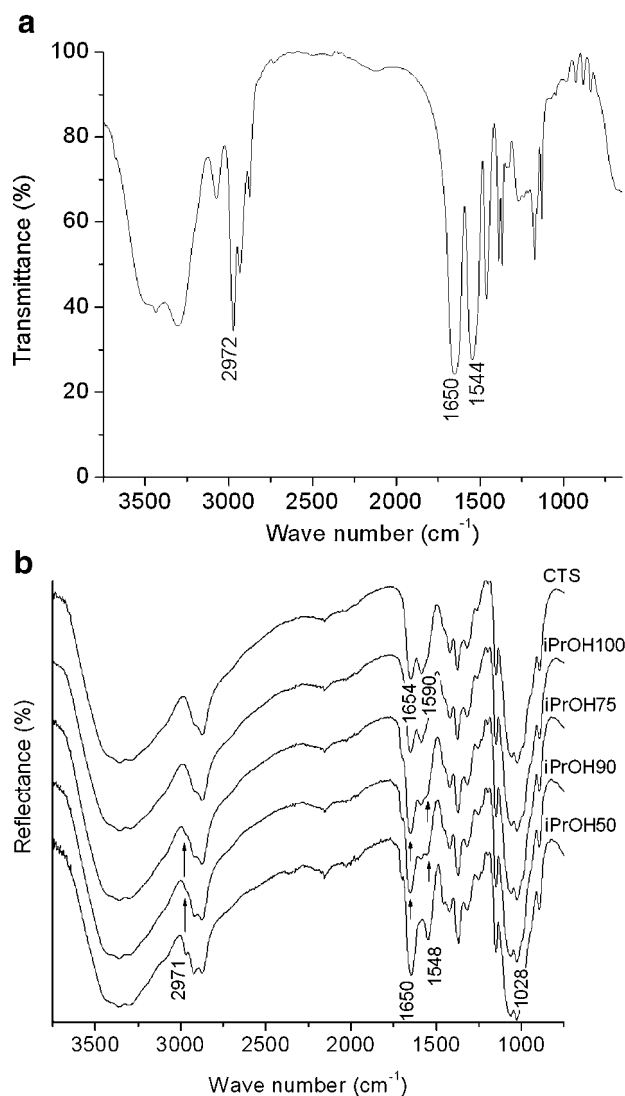 a
100
80
60
40
20
0
Transmittance (%)
2972
1650
1544
3500 3000 2500 2000 1500 1000
Wave number (cm⁻¹)
b
CTS
iPrOH100
iPrOH75
iPrOH90
iPrOH50
Reflectance (%)
1654
1590
2971
1650
1548
1028
3500 3000 2500 2000 1500 1000
Wave number (cm⁻¹)